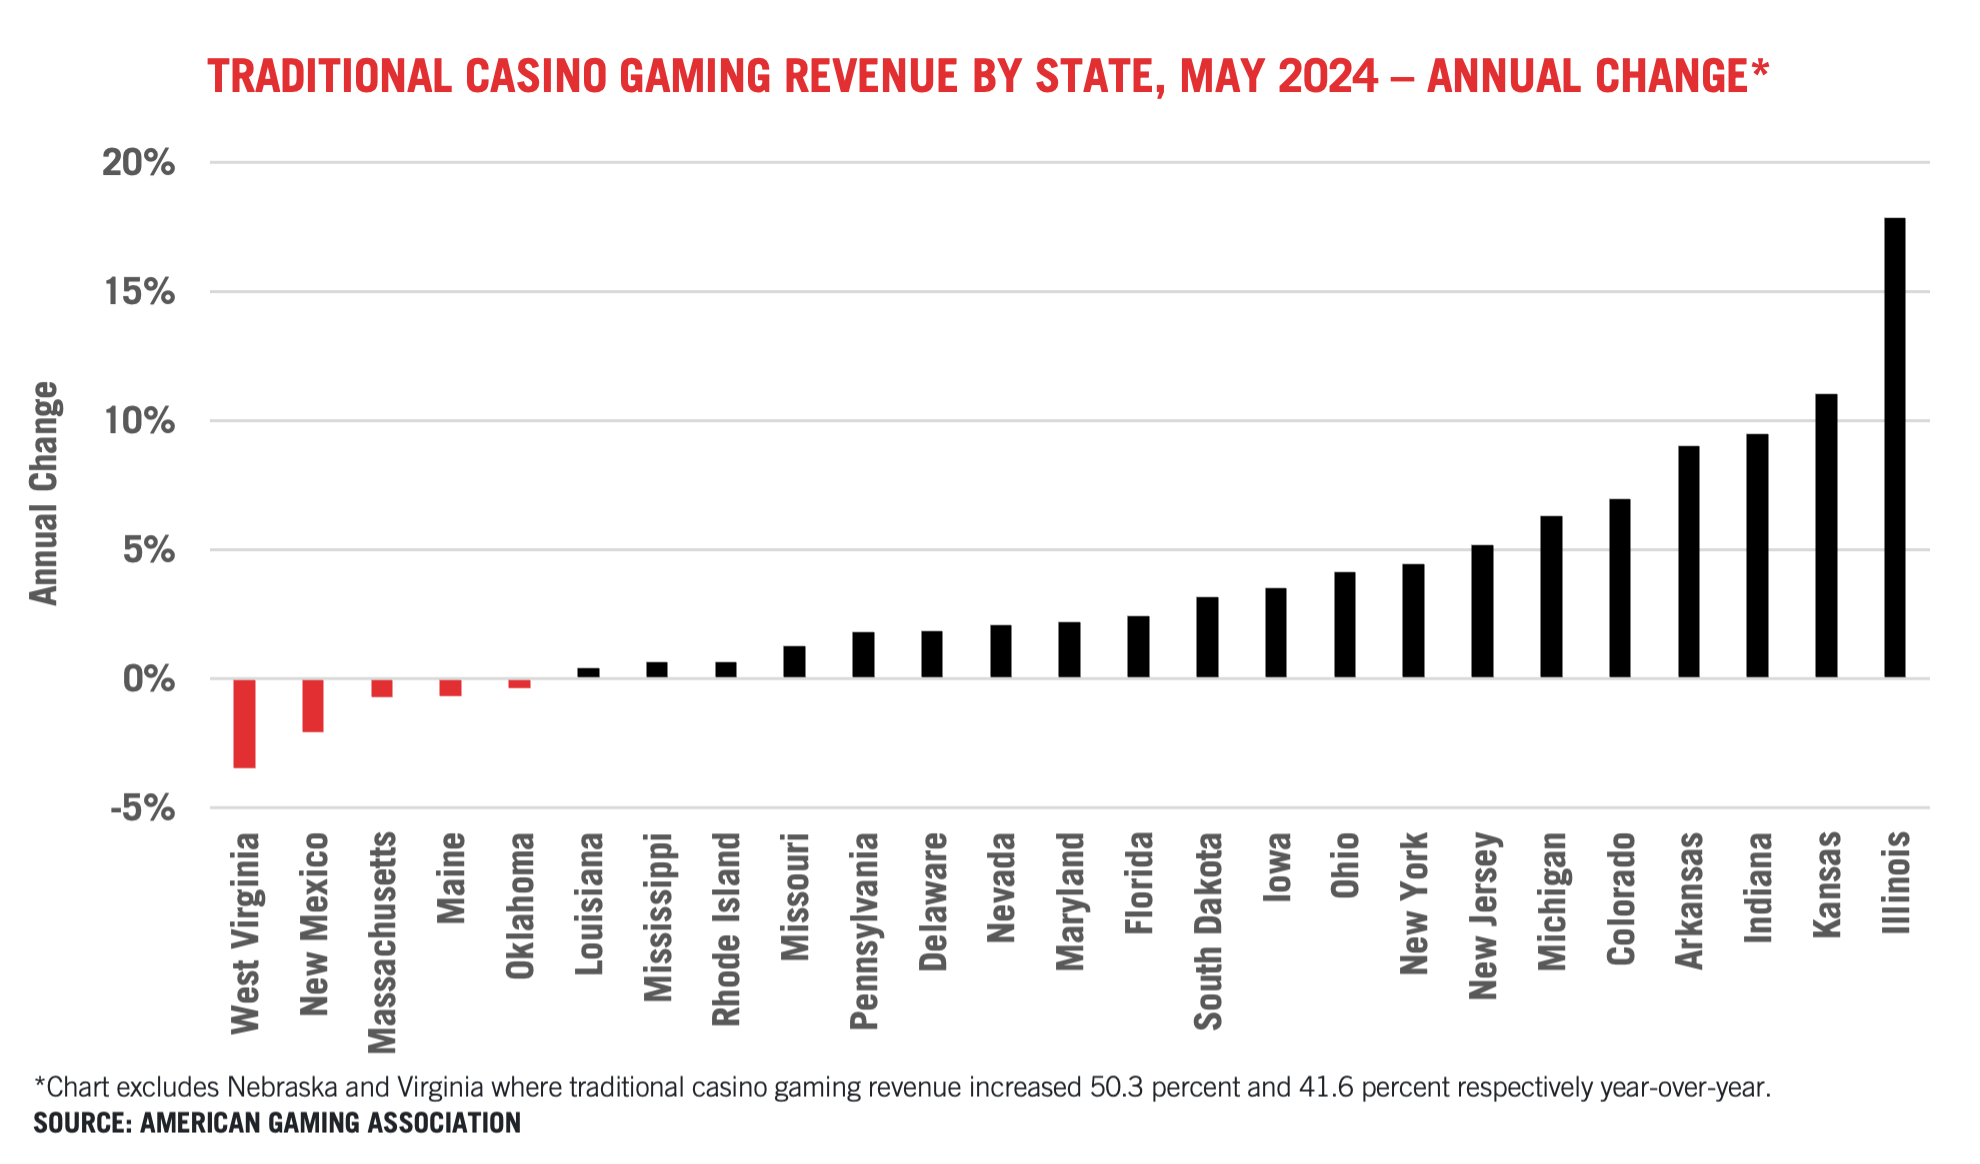 TRADITIONAL CASINO GAMING REVENUE BY STATE, MAY 2024 – ANNUAL CHANGE*
Annual Change
20%
15%
10%
5%
0%
-5%
West Virginia
New Mexico
Massachusetts
Maine
Oklahoma
Louisiana
Mississippi
Rhode Island
Missouri
Pennsylvania
Delaware
Nevada
Maryland
Florida
South Dakota
Iowa
Ohio
New York
New Jersey
Michigan
Colorado
Arkansas
Indiana
Kansas
Illinois
*Chart excludes Nebraska and Virginia where traditional casino gaming revenue increased 50.3 percent and 41.6 percent respectively year-over-year.
SOURCE: AMERICAN GAMING ASSOCIATION